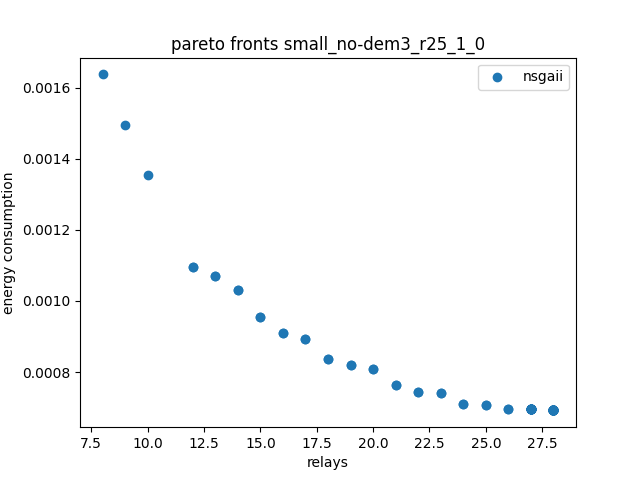 pareto fronts small_no-dem3_r25_1_0
nsgaii
0.0016
0.0014
0.0012
0.0010
0.0008
energy consumption
7.5 10.0 12.5 15.0 17.5 20.0 22.5 25.0 27.5
relays